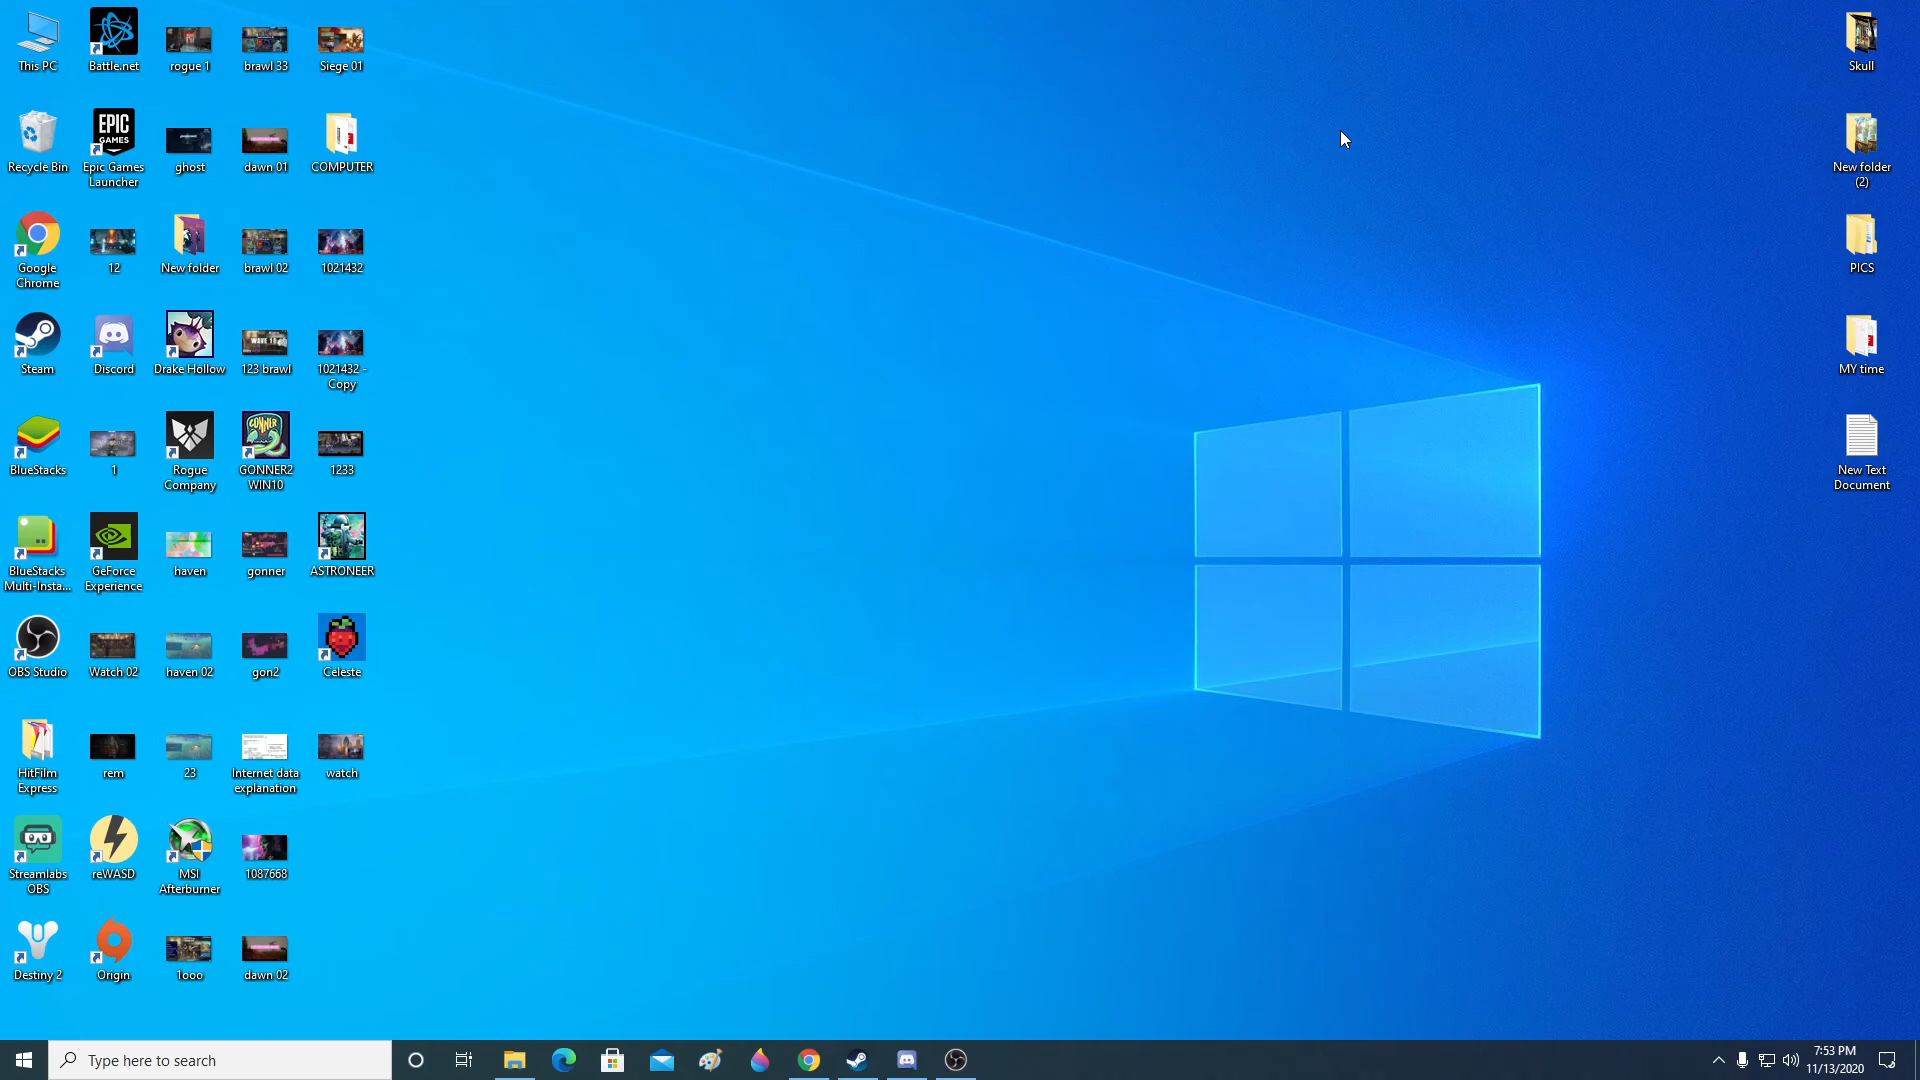 This PC
Battle.net
rogue 1
brawl 33
Siege 01
Skull
Recycle Bin
EPIC
GAMES
Epic Games
Launcher
ghost
dawn 01
COMPUTER
New folder
(2)
Google
Chrome
12
New folder
brawl 02
1021432
PICS
Steam
Discord
Drake Hollow
123 brawl
1021432 -
Copy
MY time
BlueStacks
1
Rogue
Company
GONNER2
WIN10
1233
New Text
Document
BlueStacks
Multi-Insta...
GeForce
Experience
haven
gonner
ASTRONEER
OBS Studio
Watch 02
haven 02
gon2
Celeste
HitFilm
Express
rem
23
Internet data
explanation
watch
Streamlabs
OBS
reWASD
MSI
Afterburner
1087668
Destiny 2
Origin
1ooo
dawn 02
Type here to search
7:53 PM
11/13/2020